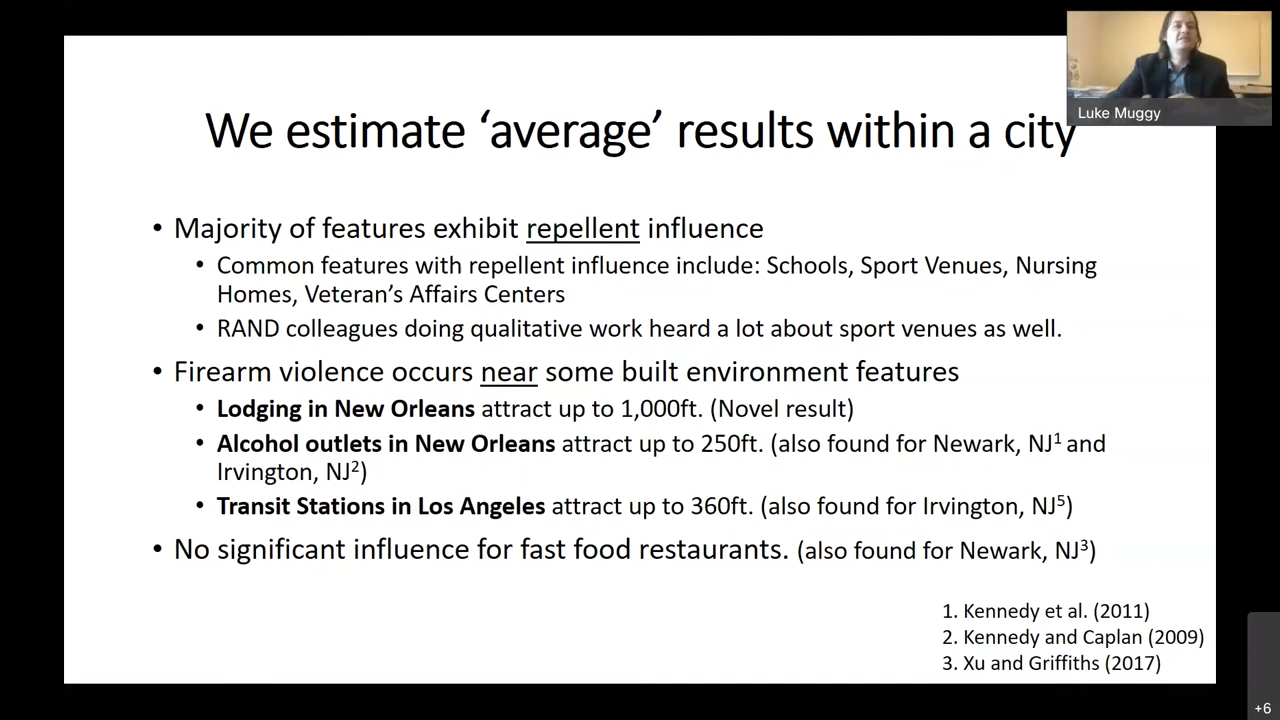 Luke Muggy
We estimate ‘average’ results within a city
• Majority of features exhibit repellent influence
• Common features with repellent influence include: Schools, Sport Venues, Nursing
Homes, Veteran’s Affairs Centers
• RAND colleagues doing qualitative work heard a lot about sport venues as well.
• Firearm violence occurs near some built environment features
• Lodging in New Orleans attract up to 1,000ft. (Novel result)
• Alcohol outlets in New Orleans attract up to 250ft. (also found for Newark, NJ¹ and
Irvington, NJ²)
• Transit Stations in Los Angeles attract up to 360ft. (also found for Irvington, NJ⁵)
• No significant influence for fast food restaurants. (also found for Newark, NJ³)
1. Kennedy et al. (2011)
2. Kennedy and Caplan (2009)
3. Xu and Griffiths (2017)
+6